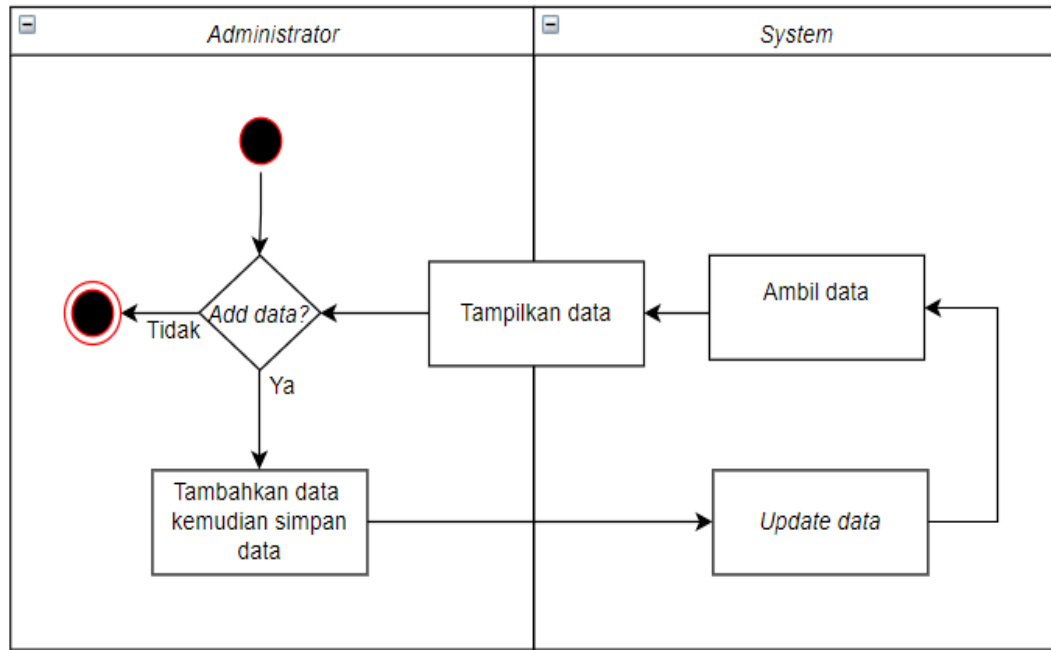 Administrator
System
Add data?
Tidak
Ya
Tampilkan data
Ambil data
Tambahkan data
kemudian simpan
data
Update data